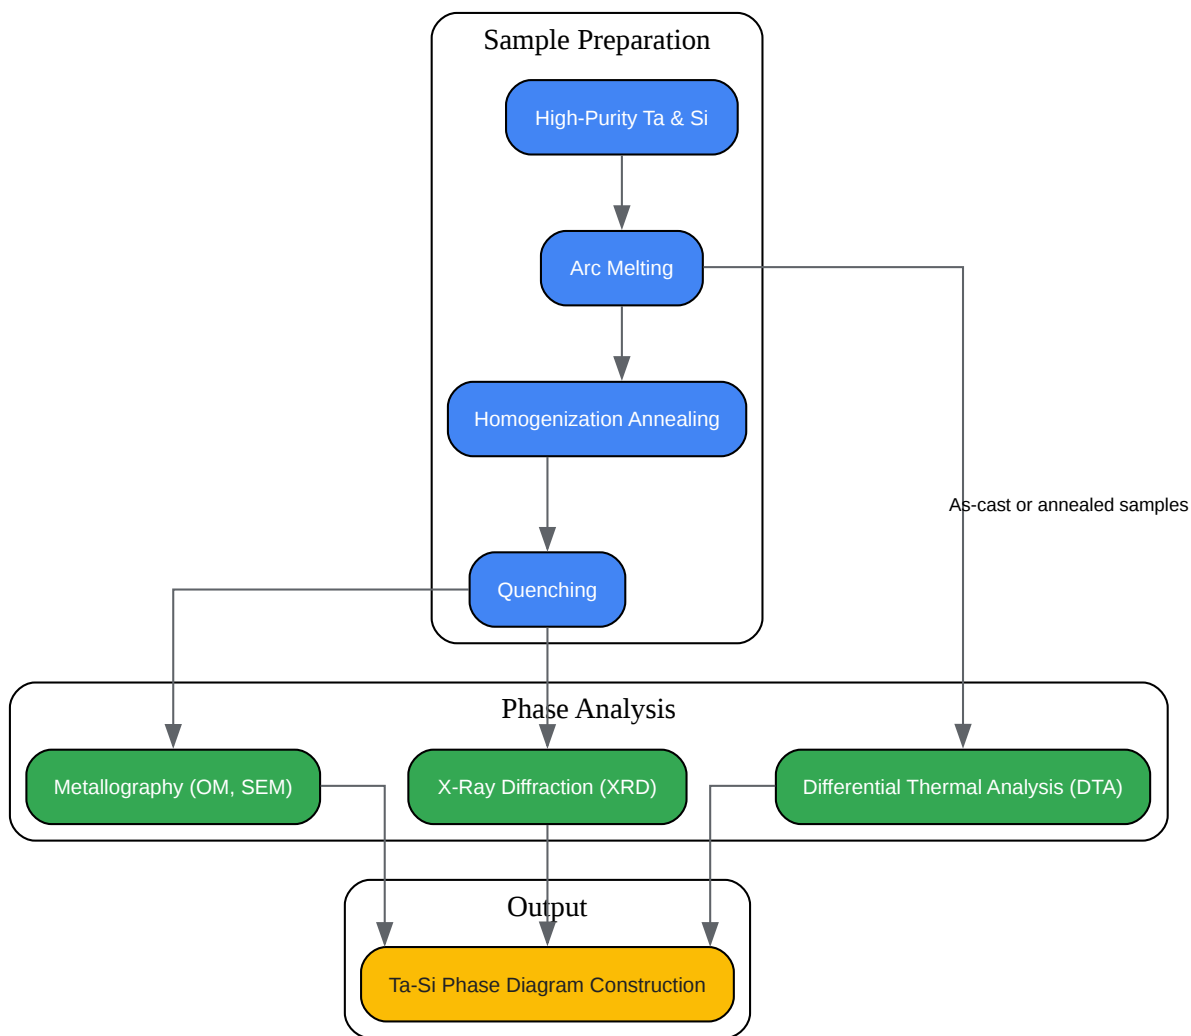 Sample Preparation
High-Purity Ta & Si
Arc Melting
Homogenization Annealing
As-cast or annealed samples
Quenching
Phase Analysis
Metallography (OM, SEM)
X-Ray Diffraction (XRD)
Differential Thermal Analysis (DTA)
Output
Ta-Si Phase Diagram Construction